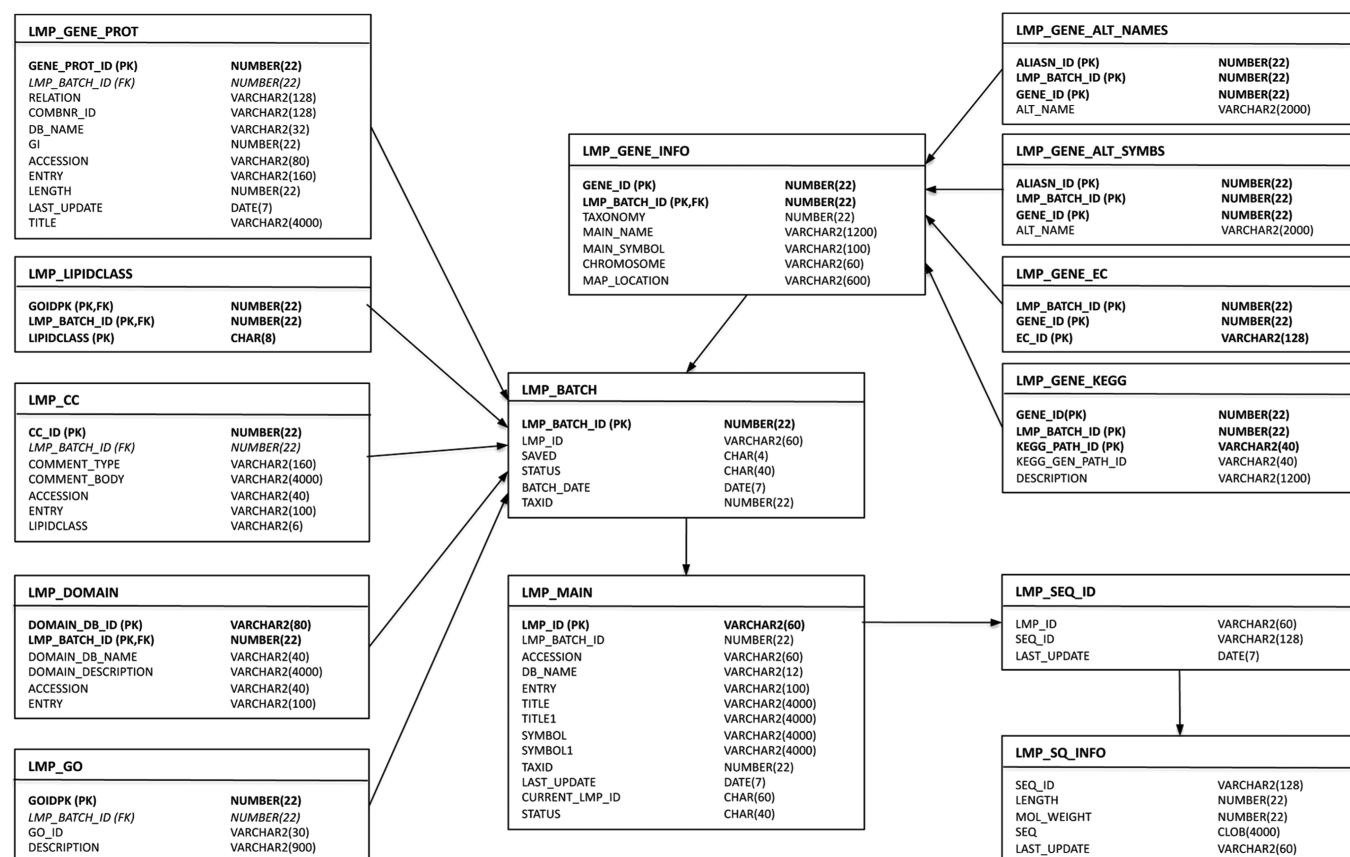 LMP_GENE_PROT
GENE_PROT_ID (PK) NUMBER(22)
LMP_BATCH_ID (FK) NUMBER(22)
RELATION VARCHAR2(128)
COMBNR_ID VARCHAR2(128)
DB_NAME VARCHAR2(32)
GI NUMBER(22)
ACCESSION VARCHAR2(80)
ENTRY VARCHAR2(160)
LENGTH NUMBER(22)
LAST_UPDATE DATE(7)
TITLE VARCHAR2(4000)
LMP_LIPIDCLASS
GOIDPK (PK,FK) NUMBER(22)
LMP_BATCH_ID (PK,FK) NUMBER(22)
LIPIDCLASS (PK) CHAR(8)
LMP_CC
CC_ID (PK) NUMBER(22)
LMP_BATCH_ID (FK) NUMBER(22)
COMMENT_TYPE VARCHAR2(160)
COMMENT_BODY VARCHAR2(4000)
ACCESSION VARCHAR2(40)
ENTRY VARCHAR2(100)
LIPIDCLASS VARCHAR2(6)
LMP_DOMAIN
DOMAIN_DB_ID (PK) VARCHAR2(80)
LMP_BATCH_ID (PK,FK) NUMBER(22)
DOMAIN_DB_NAME VARCHAR2(40)
DOMAIN_DESCRIPTION VARCHAR2(4000)
ACCESSION VARCHAR2(40)
ENTRY VARCHAR2(100)
LMP_GO
GOIDPK (PK) NUMBER(22)
LMP_BATCH_ID (FK) NUMBER(22)
GO_ID VARCHAR2(30)
DESCRIPTION VARCHAR2(900)
LMP_GENE_INFO
GENE_ID (PK) NUMBER(22)
LMP_BATCH_ID (PK,FK) NUMBER(22)
TAXONOMY NUMBER(22)
MAIN_NAME VARCHAR2(1200)
MAIN_SYMBOL VARCHAR2(100)
CHROMOSOME VARCHAR2(60)
MAP_LOCATION VARCHAR2(600)
LMP_BATCH
LMP_BATCH_ID (PK) NUMBER(22)
LMP_ID VARCHAR2(60)
SAVED CHAR(4)
STATUS CHAR(40)
BATCH_DATE DATE(7)
TAXID NUMBER(22)
LMP_MAIN
LMP_ID (PK) VARCHAR2(60)
LMP_BATCH_ID NUMBER(22)
ACCESSION VARCHAR2(60)
DB_NAME VARCHAR2(12)
ENTRY VARCHAR2(100)
TITLE VARCHAR2(4000)
TITLE1 VARCHAR2(4000)
SYMBOL VARCHAR2(4000)
SYMBOL1 VARCHAR2(4000)
TAXID NUMBER(22)
LAST_UPDATE DATE(7)
CURRENT_LMP_ID CHAR(60)
STATUS CHAR(40)
LMP_GENE_ALT_NAMES
ALIASN_ID (PK) NUMBER(22)
LMP_BATCH_ID (PK) NUMBER(22)
GENE_ID (PK) NUMBER(22)
ALT_NAME VARCHAR2(2000)
LMP_GENE_ALT_SYMBS
ALIASN_ID (PK) NUMBER(22)
LMP_BATCH_ID (PK) NUMBER(22)
GENE_ID (PK) NUMBER(22)
ALT_NAME VARCHAR2(2000)
LMP_GENE_EC
LMP_BATCH_ID (PK) NUMBER(22)
GENE_ID (PK) NUMBER(22)
EC_ID (PK) VARCHAR2(128)
LMP_GENE_KEGG
GENE_ID(PK) NUMBER(22)
LMP_BATCH_ID (PK) NUMBER(22)
KEGG_PATH_ID (PK) VARCHAR2(40)
KEGG_GEN_PATH_ID VARCHAR2(40)
DESCRIPTION VARCHAR2(1200)
LMP_SEQ_ID
LMP_ID VARCHAR2(60)
SEQ_ID VARCHAR2(128)
LAST_UPDATE DATE(7)
LMP_SQ_INFO
SEQ_ID VARCHAR2(128)
LENGTH NUMBER(22)
MOL_WEIGHT NUMBER(22)
SEQ CLOB(4000)
LAST_UPDATE VARCHAR2(60)